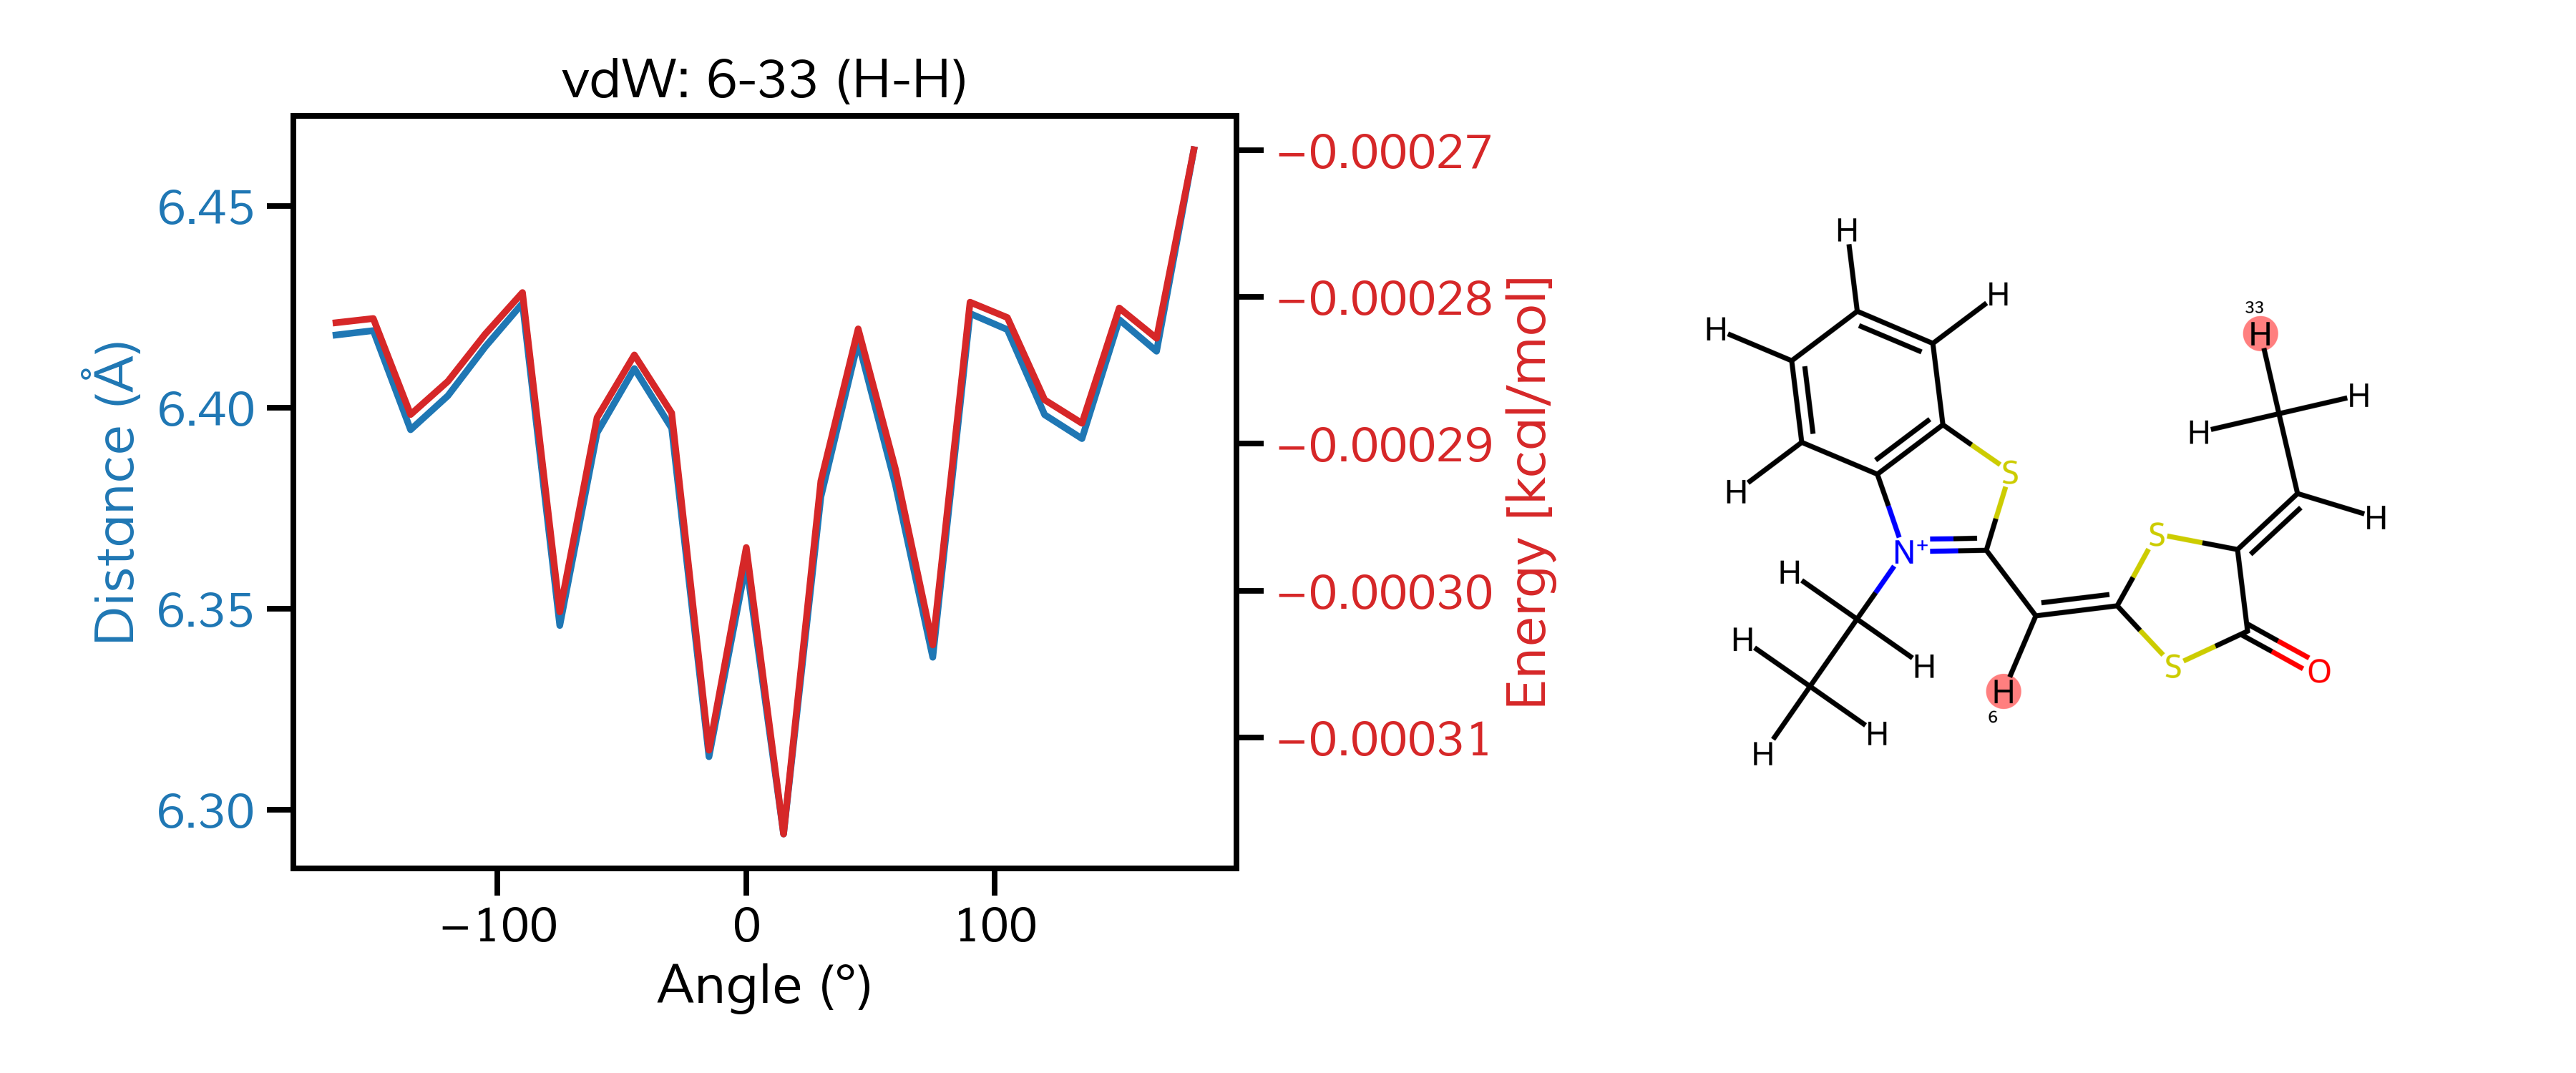 vdW: 6-33 (H-H)
Distance (Å)
6.45
6.40
6.35
6.30
−100
0
100
Angle (°)
−0.00027
−0.00028
−0.00029
−0.00030
−0.00031
Energy [kcal/mol]
H
H
H
33
H
H
H
H
S
H
H
S
N+
H
H
H
S
O
H
6
H
H